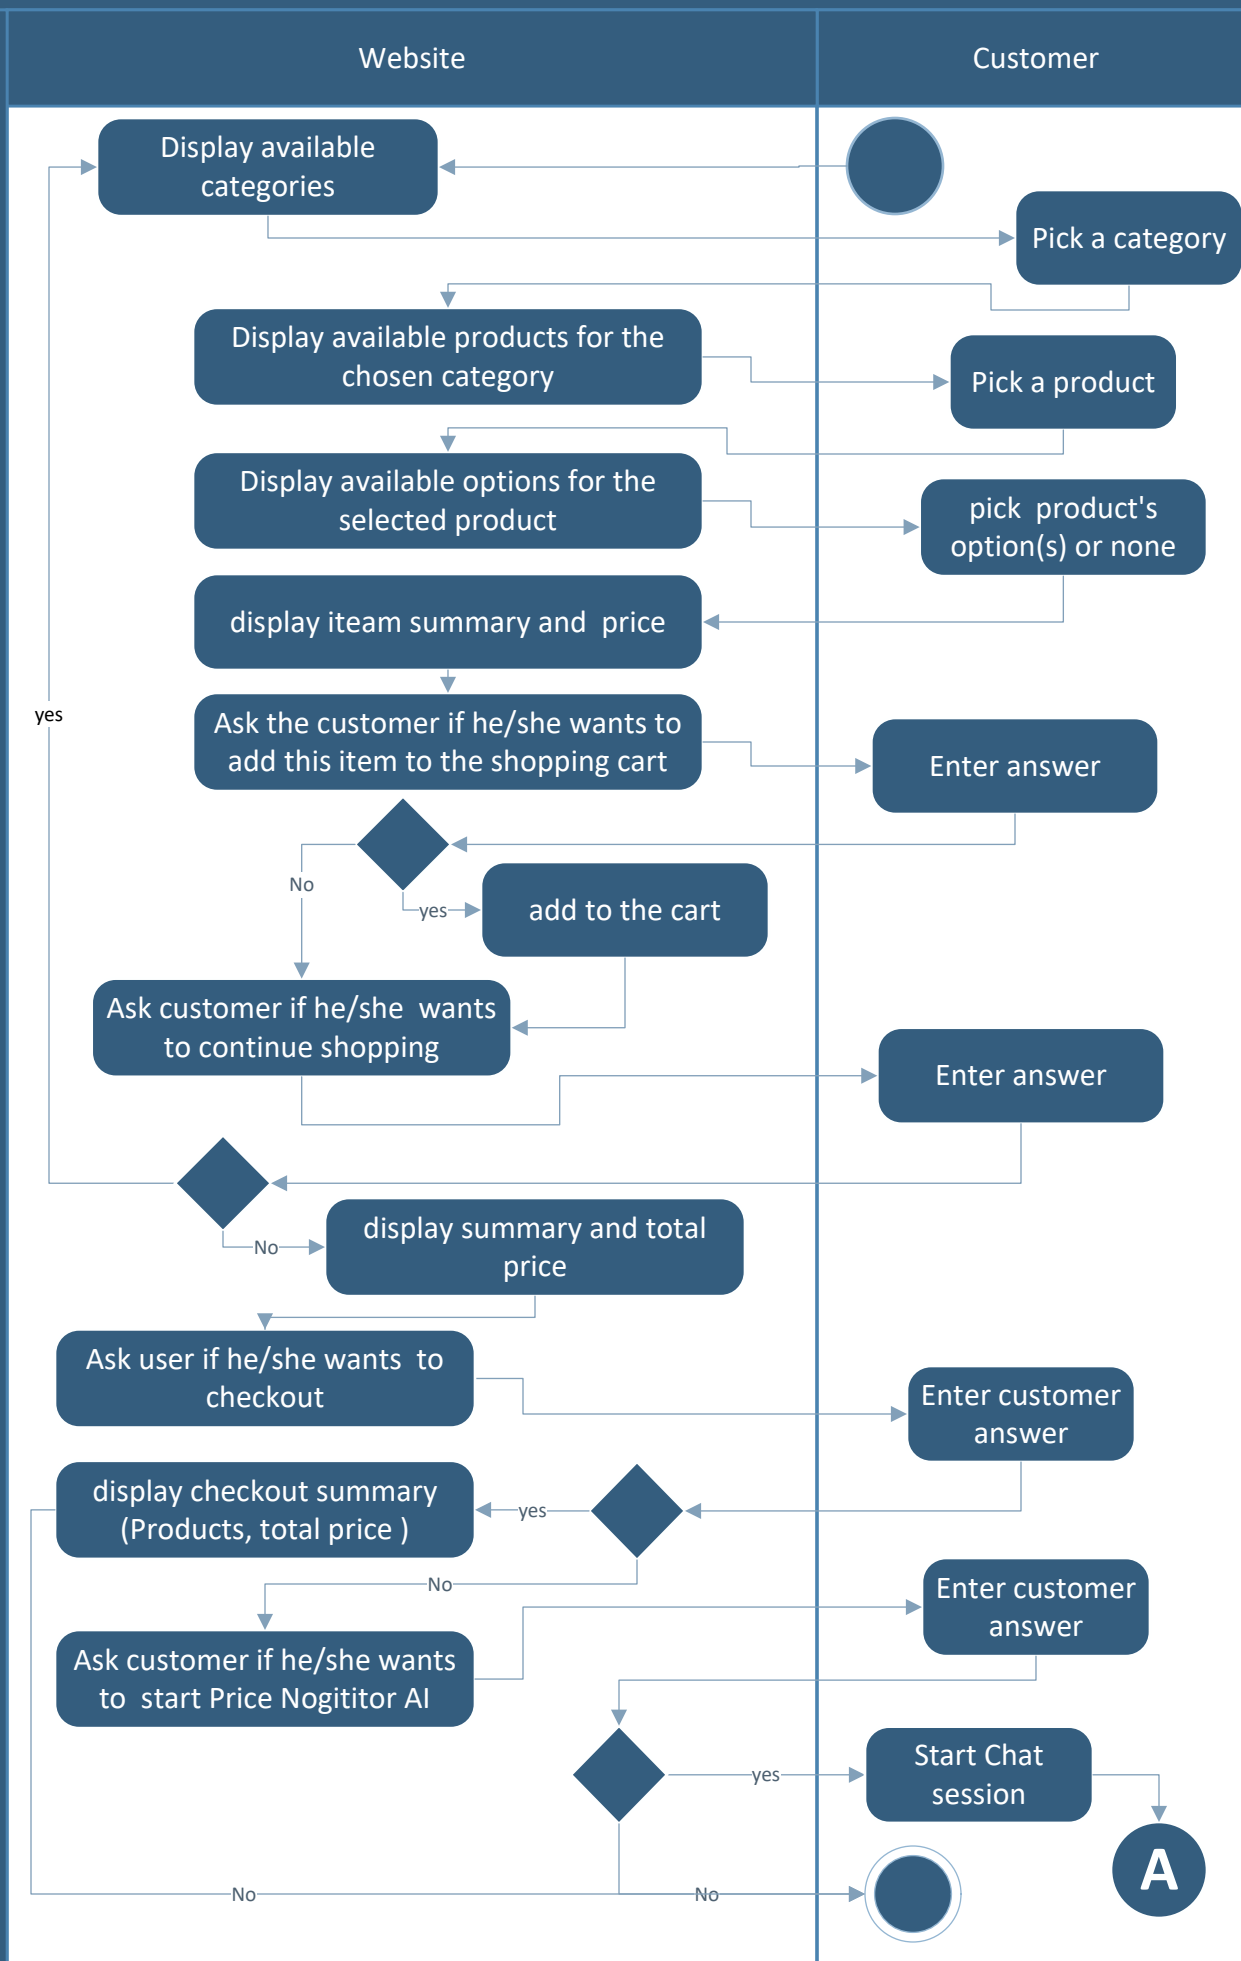 Website
Customer
Display available
categories
Pick a category
Display available products for the
chosen category
Pick a product
Display available options for the
selected product
pick  product's
option(s) or none
display iteam summary and  price
yes
Ask the customer if he/she wants to
add this item to the shopping cart
Enter answer
No
yes
add to the cart
Ask customer if he/she  wants
to continue shopping
Enter answer
No
display summary and total
price
Ask user if he/she wants  to
checkout
Enter customer
answer
display checkout summary
(Products, total price )
yes
No
Enter customer
answer
Ask customer if he/she wants
to  start Price Nogititor AI
yes
Start Chat
session
A
No
No